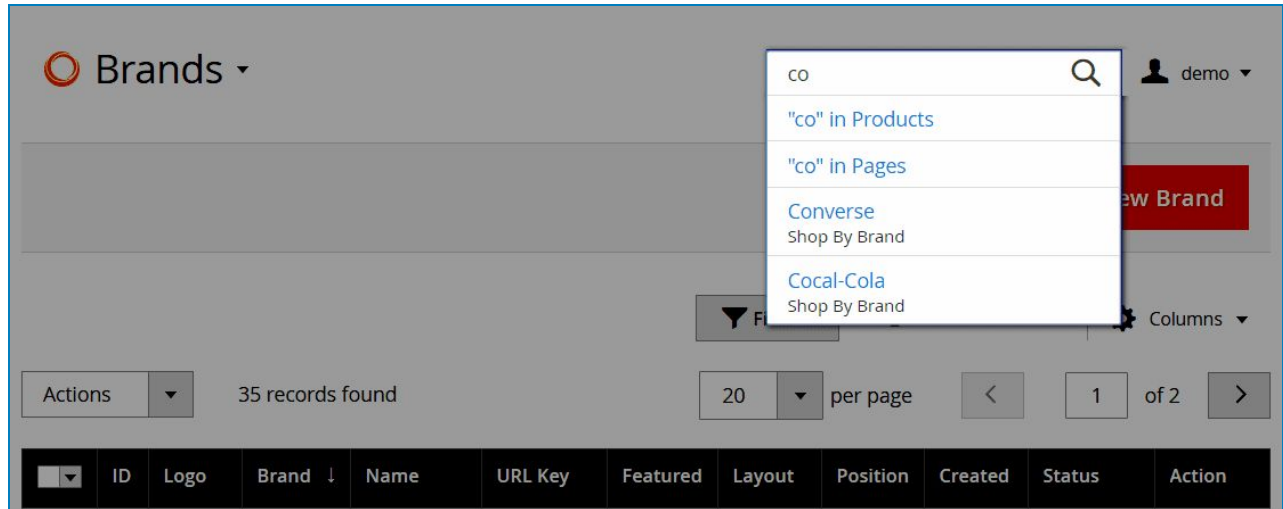 Brands
co
demo
"co" in Products
"co" in Pages
ew Brand
Converse
Shop By Brand
Cocal-Cola
Shop By Brand
Columns
Actions
35 records found
20
per page
1
of 2
ID Logo Brand ↓ Name URL Key Featured Layout Position Created Status Action